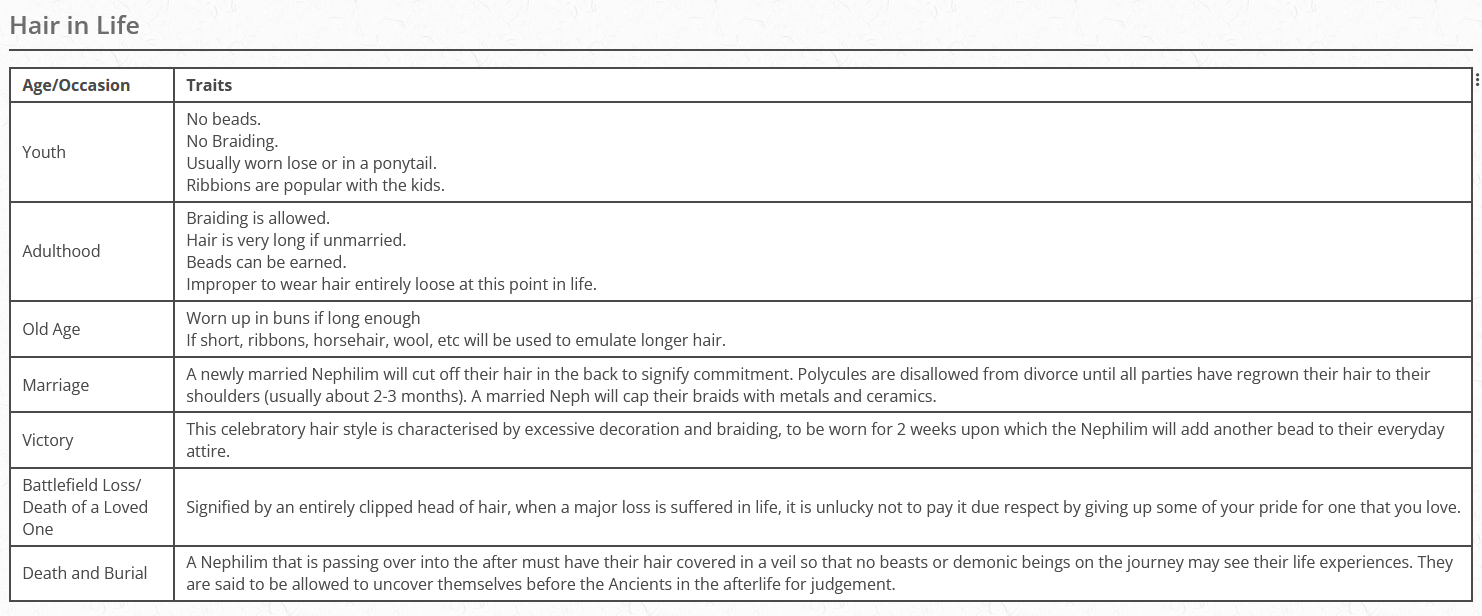 Hair in Life
Age/Occasion
Traits
Youth
No beads.
No Braiding.
Usually worn lose or in a ponytail.
Ribbions are popular with the kids.
Adulthood
Braiding is allowed.
Hair is very long if unmarried.
Beads can be earned.
Improper to wear hair entirely loose at this point in life.
Old Age
Worn up in buns if long enough
If short, ribbons, horsehair, wool, etc will be used to emulate longer hair.
Marriage
A newly married Nephilim will cut off their hair in the back to signify commitment. Polycules are disallowed from divorce until all parties have regrown their hair to their
shoulders (usually about 2-3 months). A married Neph will cap their braids with metals and ceramics.
Victory
This celebratory hair style is characterised by excessive decoration and braiding, to be worn for 2 weeks upon which the Nephilim will add another bead to their everyday
attire.
Battlefield Loss/
Death of a Loved
One
Signified by an entirely clipped head of hair, when a major loss is suffered in life, it is unlucky not to pay it due respect by giving up some of your pride for one that you love.
Death and Burial
A Nephilim that is passing over into the after must have their hair covered in a veil so that no beasts or demonic beings on the journey may see their life experiences. They
are said to be allowed to uncover themselves before the Ancients in the afterlife for judgement.